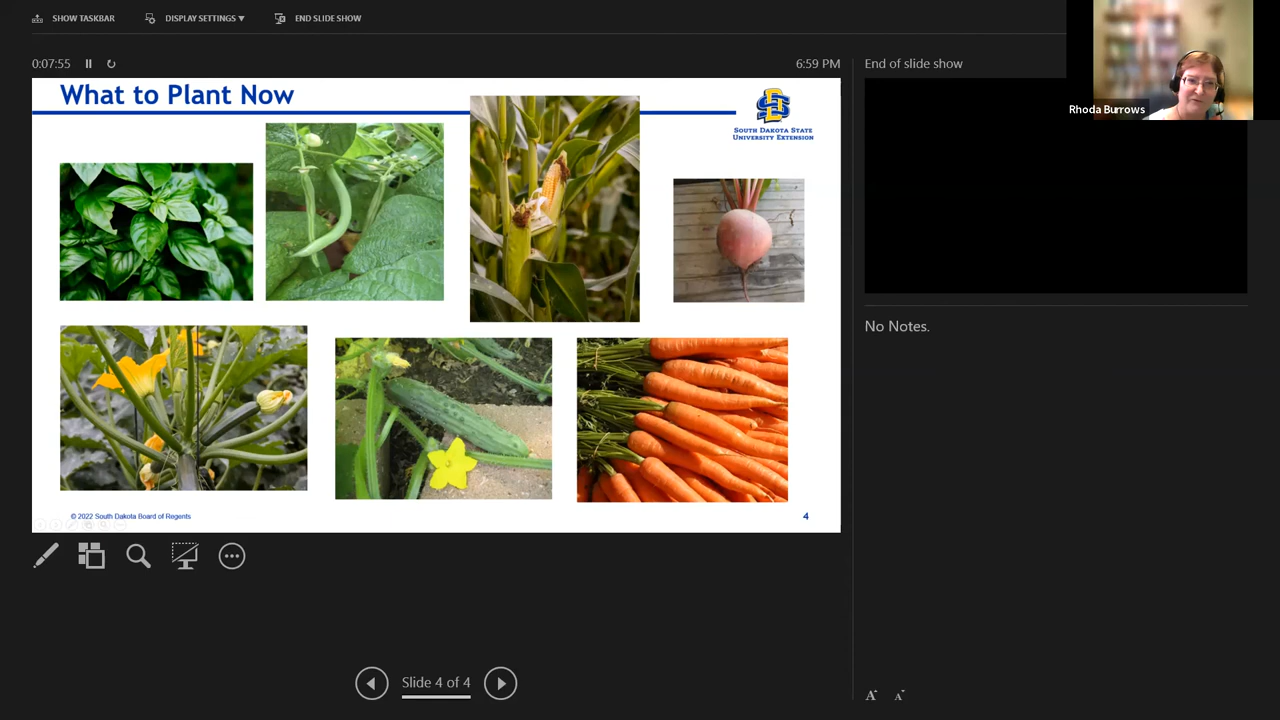 SHOW TASKBAR
DISPLAY SETTINGS ▼
END SLIDE SHOW
0:07:55
6:59 PM
End of slide show
Rhoda Burrows
What to Plant Now
SOUTH DAKOTA STATE
UNIVERSITY EXTENSION
No Notes.
© 2022 South Dakota Board of Regents
4
Slide 4 of 4
A
A